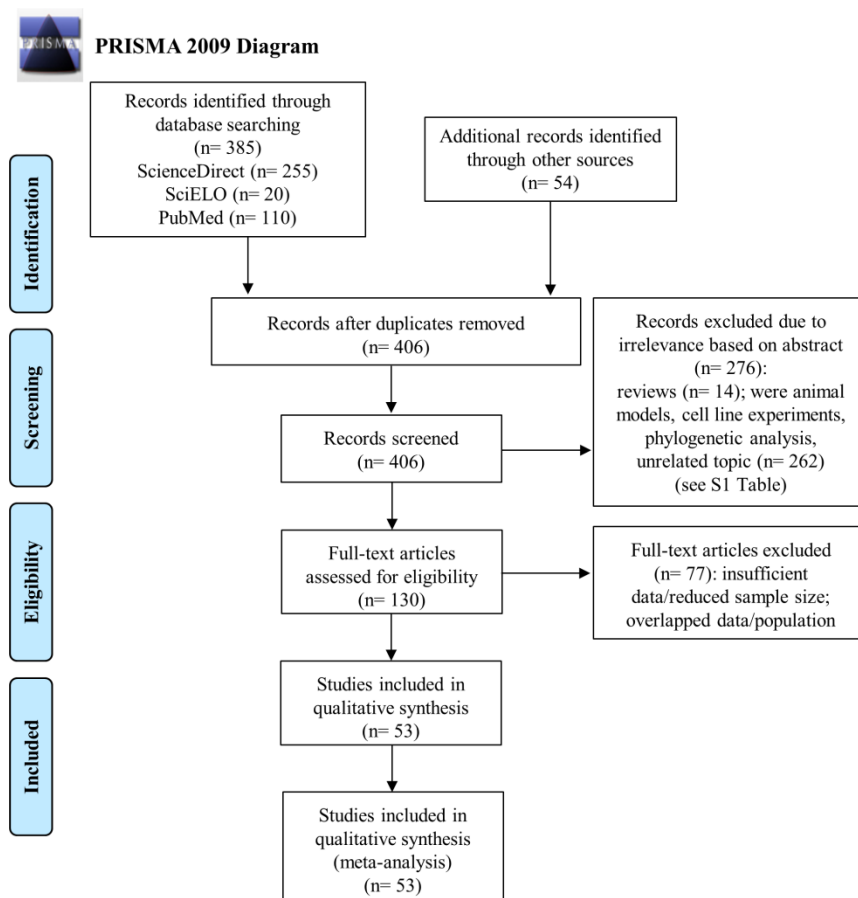 PRISMA
PRISMA 2009 Diagram
Records identified through
database searching
(n= 385)
ScienceDirect (n= 255)
SciELO (n= 20)
PubMed (n= 110)
Additional records identified
through other sources
(n= 54)
Identification
Records after duplicates removed
(n= 406)
Records excluded due to
irrelevance based on abstract
(n= 276):
reviews (n= 14); were animal
models, cell line experiments,
phylogenetic analysis,
unrelated topic (n= 262)
(see S1 Table)
Screening
Records screened
(n= 406)
Eligibility
Full-text articles
assessed for eligibility
(n= 130)
Full-text articles excluded
(n= 77): insufficient
data/reduced sample size;
overlapped data/population
Studies included in
qualitative synthesis
(n= 53)
Included
Studies included in
qualitative synthesis
(meta-analysis)
(n= 53)